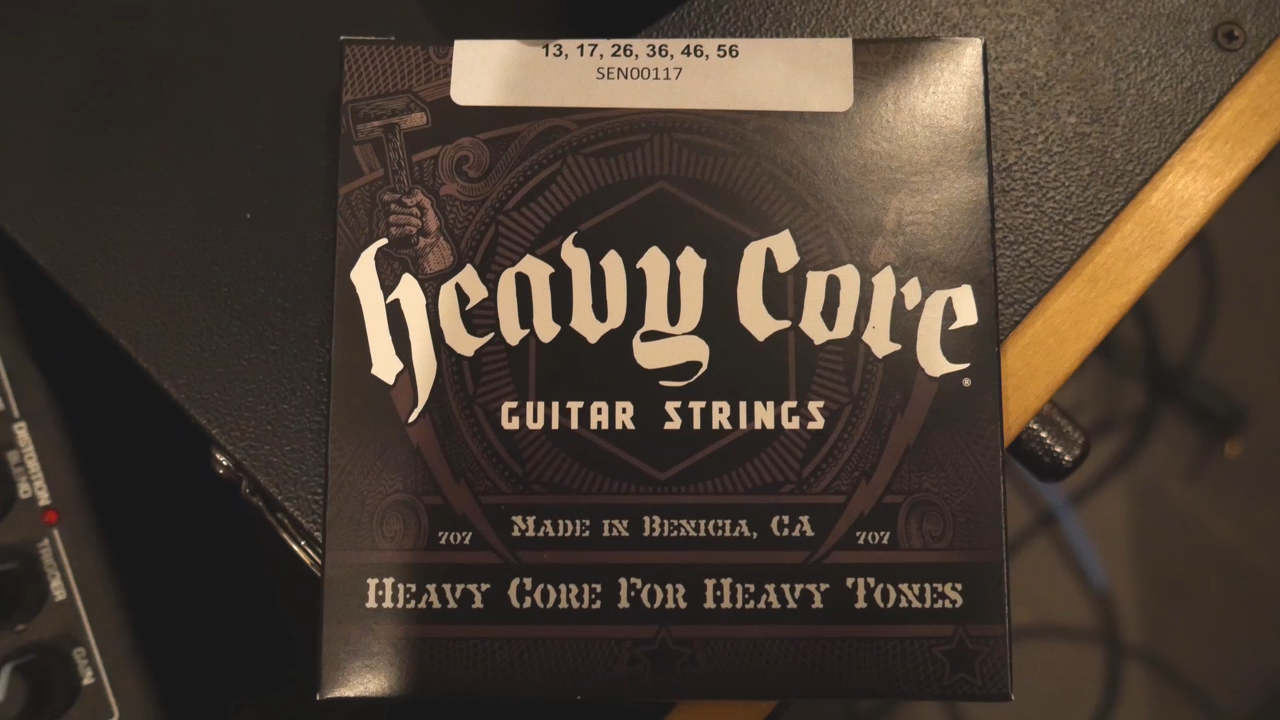 13, 17, 26, 36, 46, 56
SEN00117
heavy Core
®
GUITAR STRINGS
707 MADE IN BENICIA, CA 707
HEAVY CORE FOR HEAVY TONES
DISTORTION
BLEND
TRIGGER
GAIN